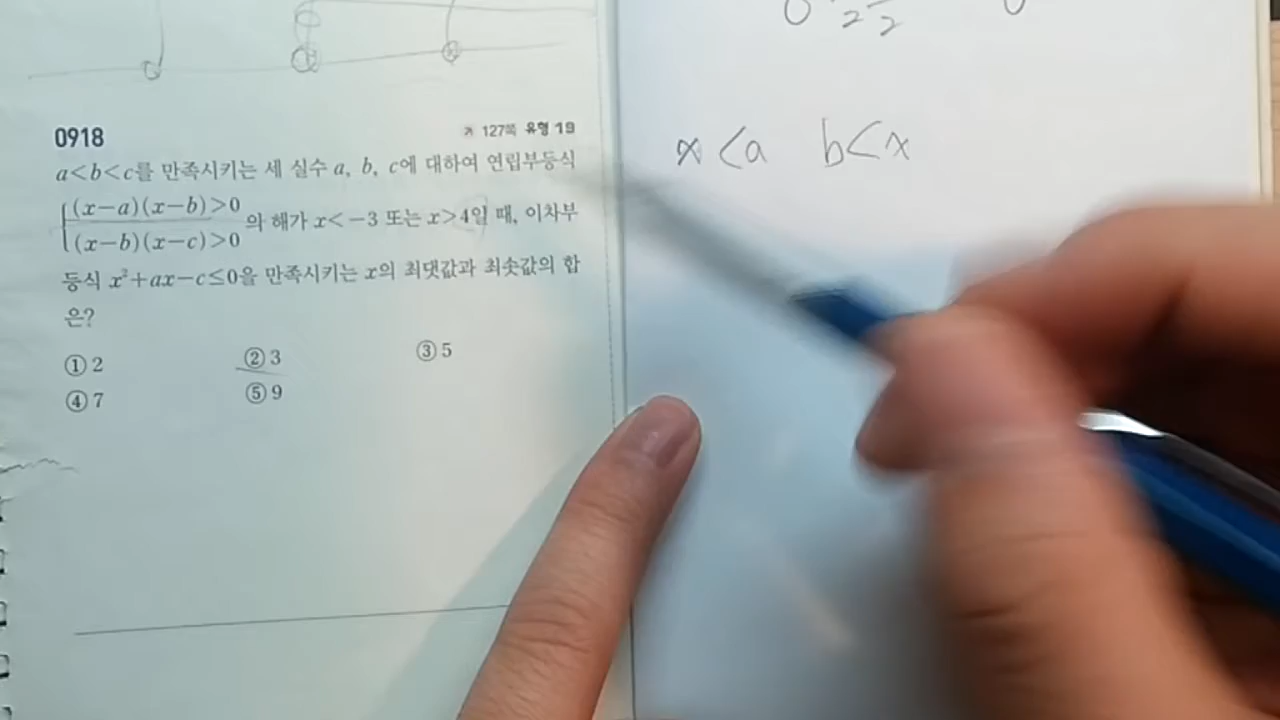 0918
127쪽 유형 19
a<b<c를 만족시키는 세 실수 a, b, c에 대하여 연립부등식
(x-a)(x-b)>0
(x-b)(x-c)>0
의 해가 x<-3 또는 x>4일 때, 이차부
등식 x²+ax-c≤0을 만족시키는 x의 최댓값과 최솟값의 합
은?
① 2 ② 3 ③ 5
④ 7 ⑤ 9
x<a b<x